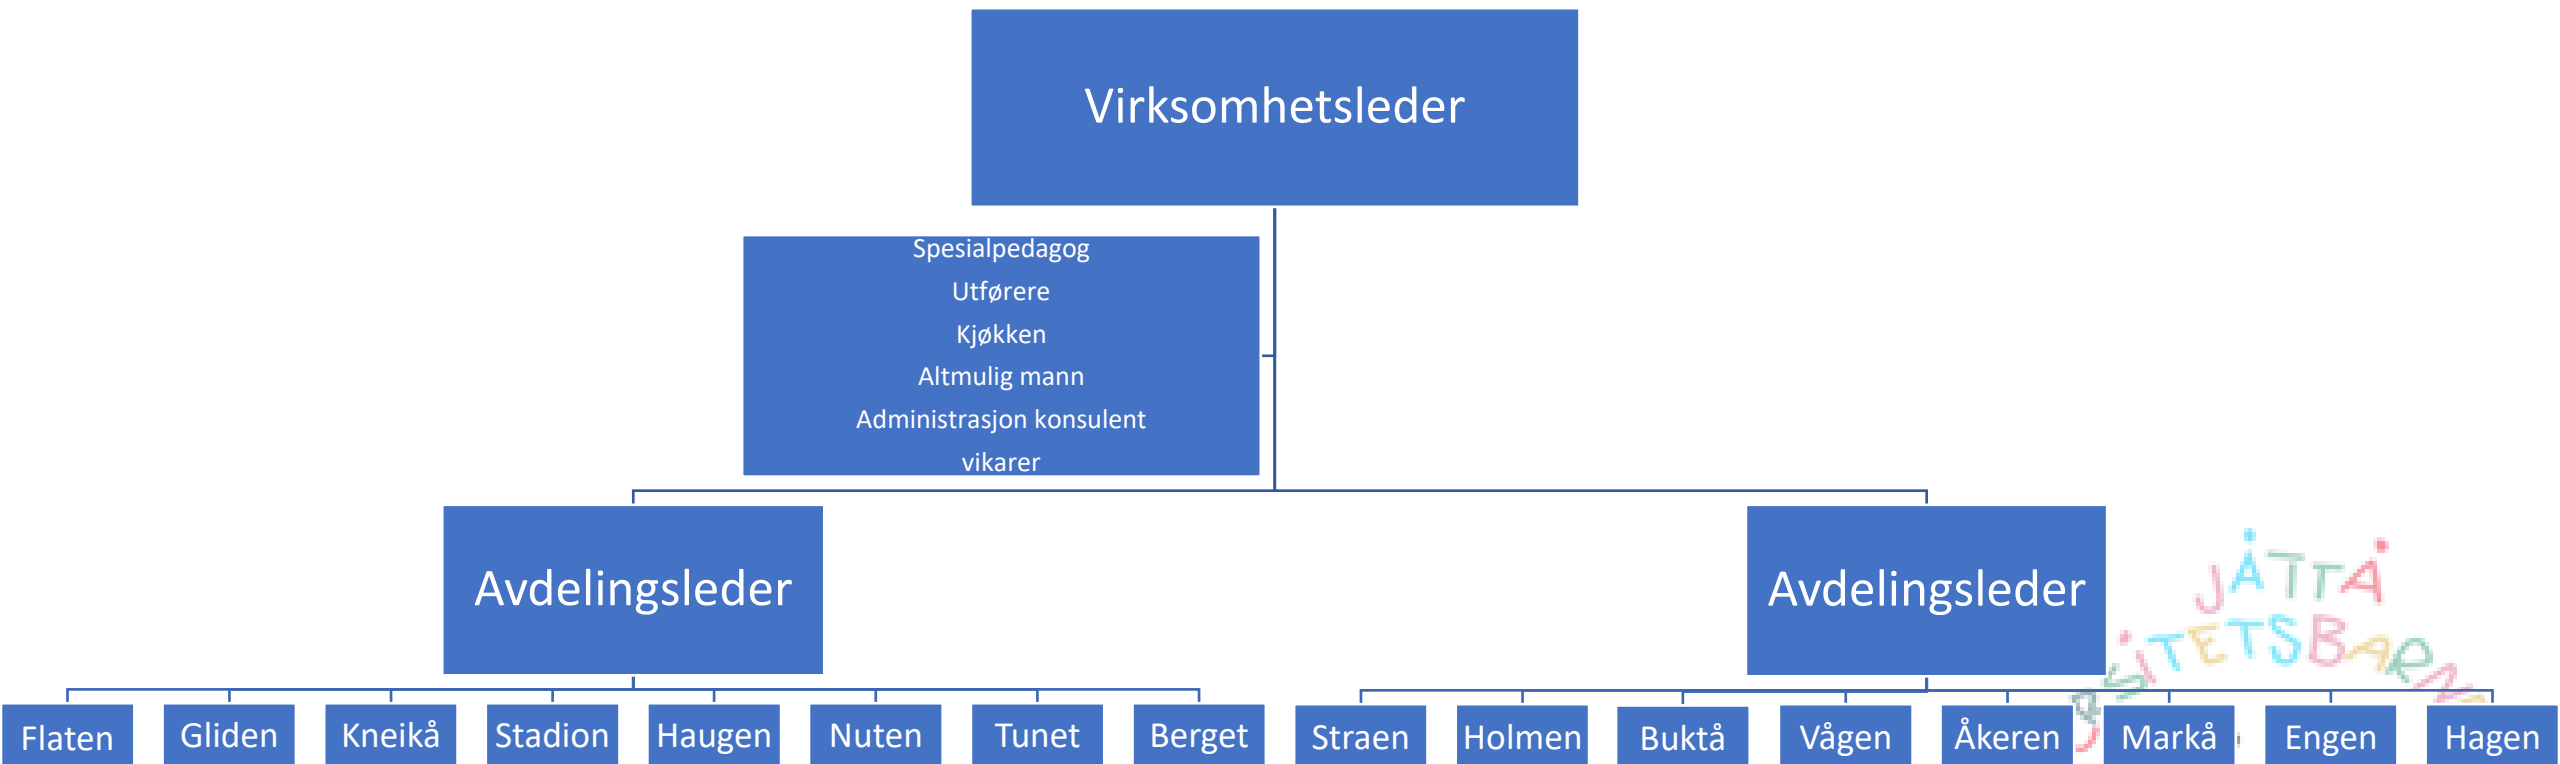 Virksomhetsleder
Spesialpedagog
Utførere
Kjøkken
Altmulig mann
Administrasjon konsulent
vikarer
Avdelingsleder
Avdelingsleder
JÅTTÅ
Flaten
Gliden
Kneikå
Stadion
Haugen
Nuten
Tunet
Berget
Straen
Holmen
Buktå
Vågen
Åkeren
Markå
Engen
Hagen